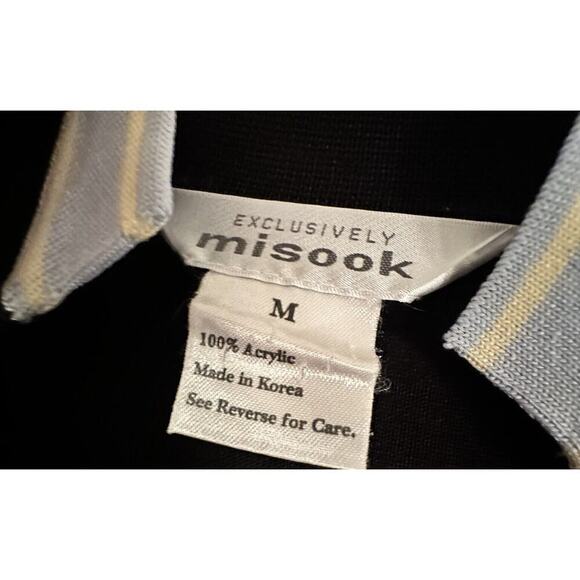 EXCLUSIVELY
misook
M
100% Acrylic
Made in Korea
See Reverse for Care.